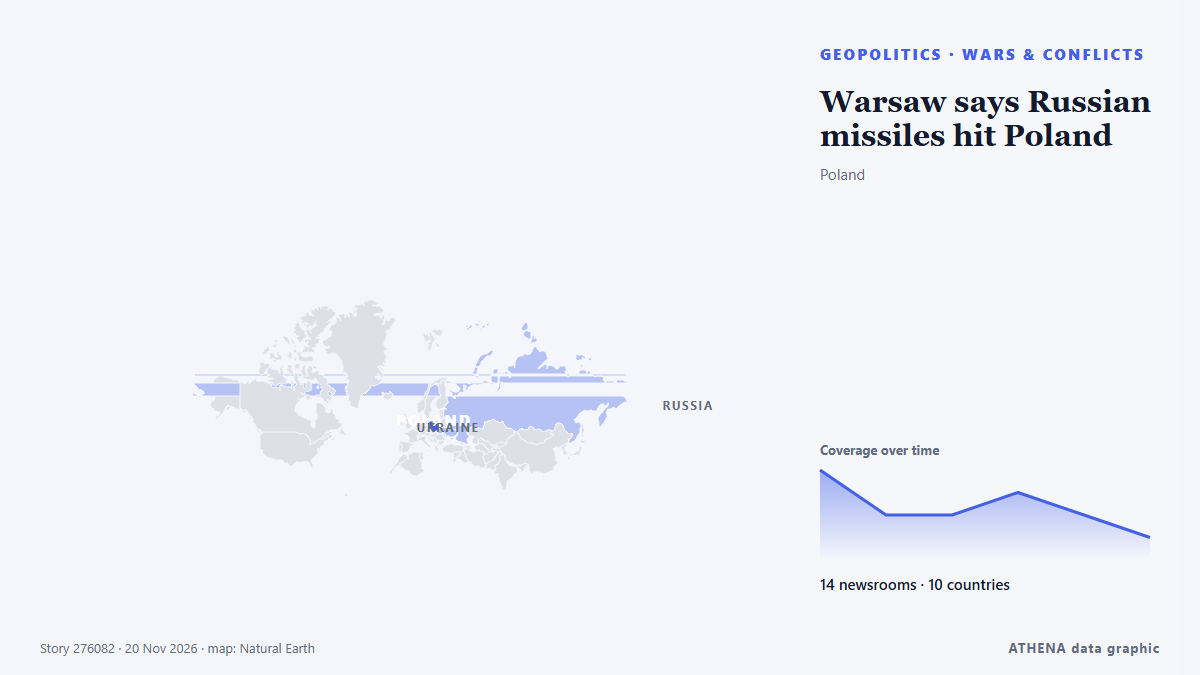 GEOPOLITICS · WARS & CONFLICTS
Warsaw says Russian
missiles hit Poland
Poland
RUSSIA
POLAND
UKRAINE
Coverage over time
14 newsrooms · 10 countries
Story 276082 · 20 Nov 2026 · map: Natural Earth
ATHENA data graphic